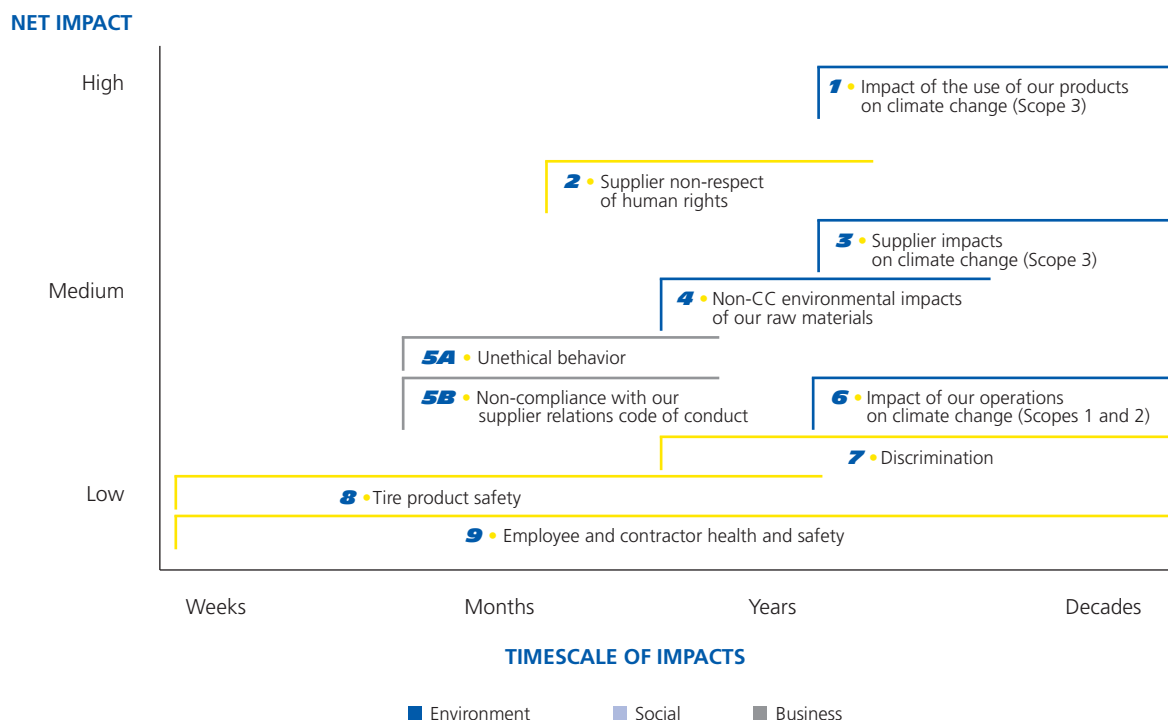 NET IMPACT
High
1 • Impact of the use of our products
on climate change (Scope 3)
2 • Supplier non-respect
of human rights
3 • Supplier impacts
on climate change (Scope 3)
Medium
4 • Non-CC environmental impacts
of our raw materials
5A • Unethical behavior
5B • Non-compliance with our
supplier relations code of conduct
6 • Impact of our operations
on climate change (Scopes 1 and 2)
7 • Discrimination
Low
8 • Tire product safety
9 • Employee and contractor health and safety
Weeks
Months
Years
Decades
TIMESCALE OF IMPACTS
Environment
Social
Business